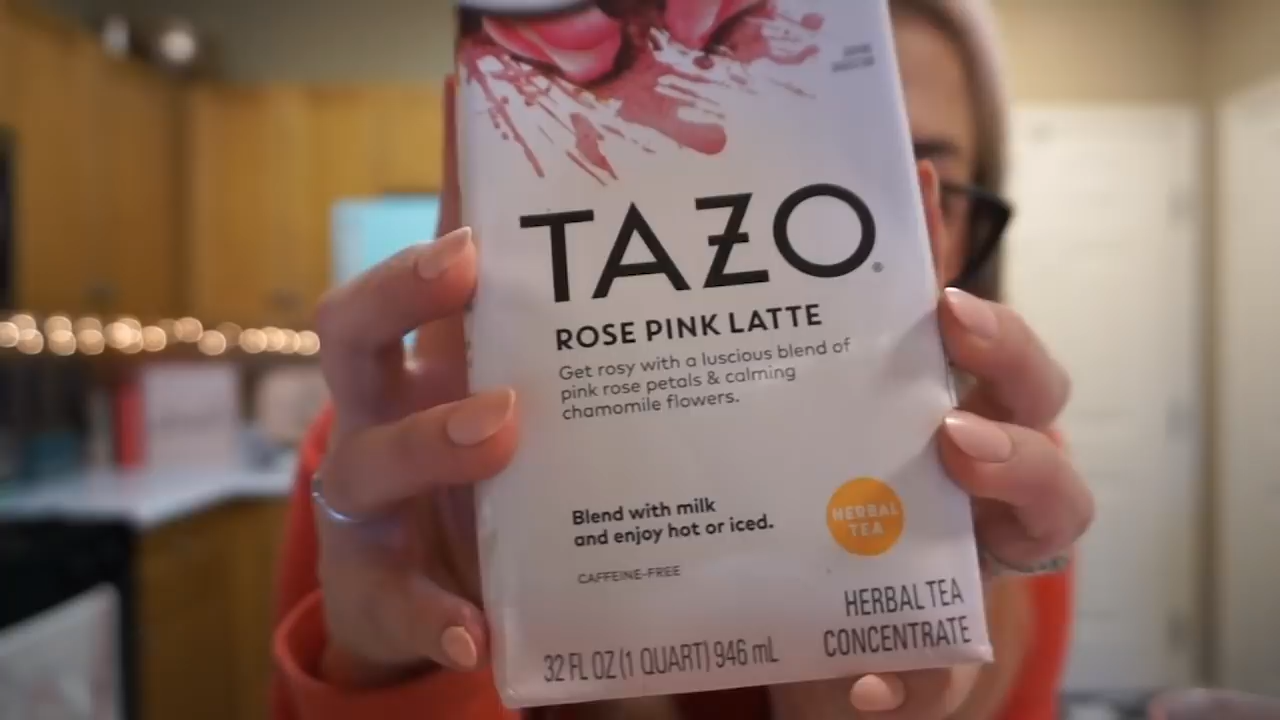 TAZO®
ROSE PINK LATTE
Get rosy with a luscious blend of
pink rose petals & calming
chamomile flowers.
Blend with milk
and enjoy hot or iced.
HERBAL
TEA
CAFFEINE-FREE
HERBAL TEA
CONCENTRATE
32 FL OZ (1 QUART) 946 mL